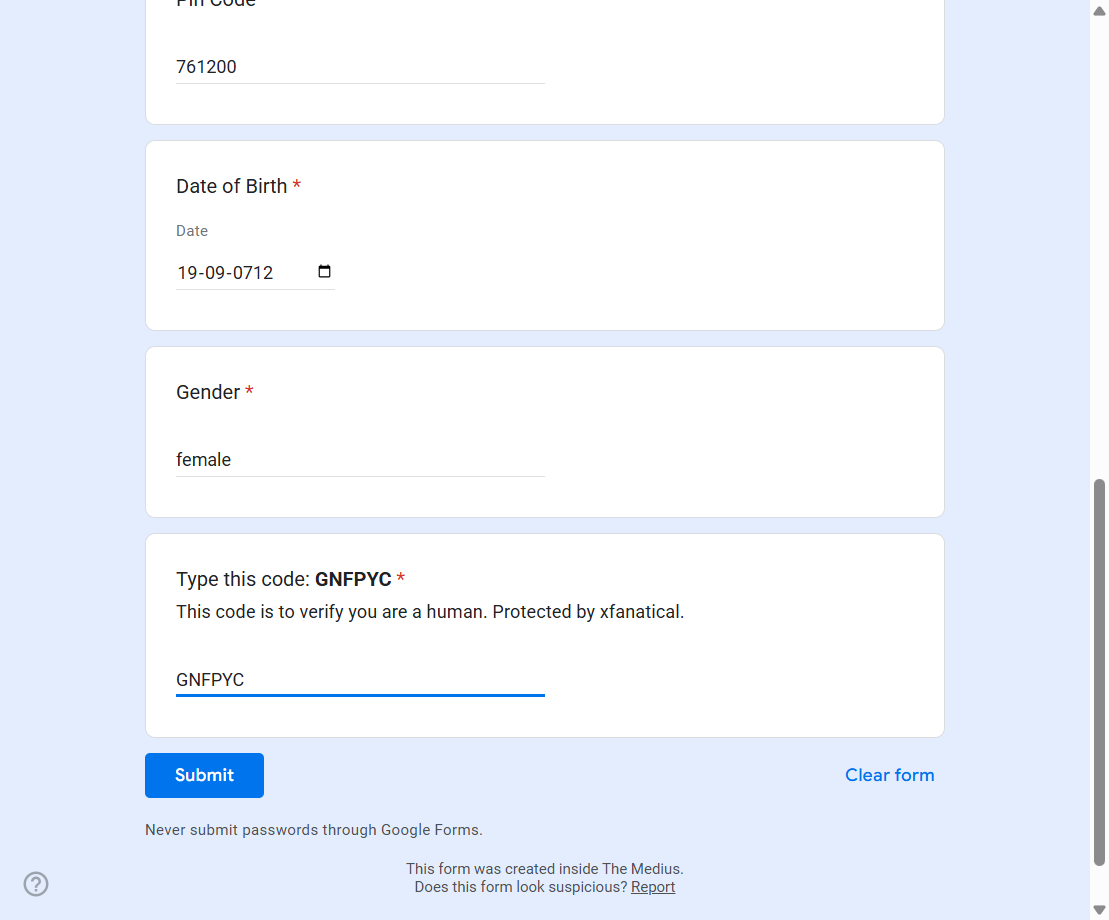 Pin Code
761200
Date of Birth *
Date
19-09-0712
Gender *
female
Type this code: GNFPYC *
This code is to verify you are a human. Protected by xfanatical.
GNFPYC
Submit
Clear form
Never submit passwords through Google Forms.
This form was created inside The Medius.
Does this form look suspicious? Report